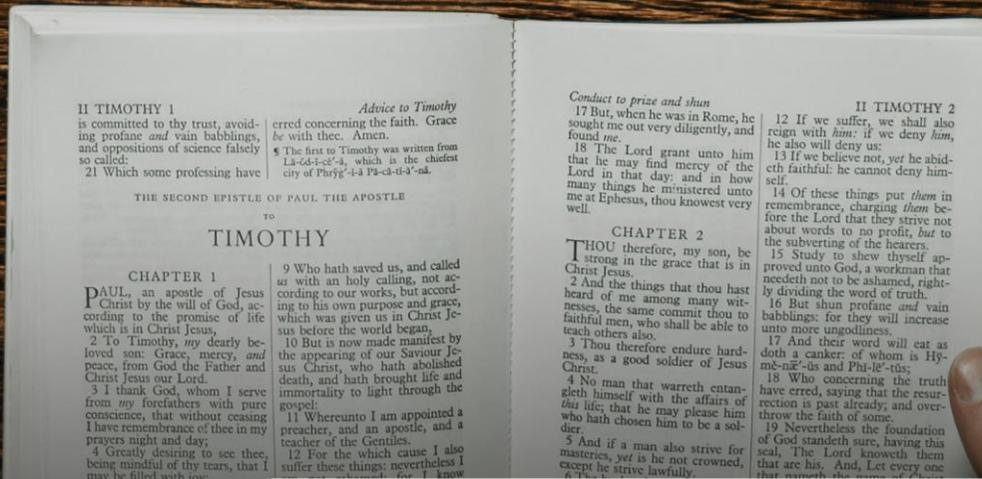 II TIMOTHY 1
Advice to Timothy
is committed to thy trust, avoid-
ing profane and vain babblings,
and oppositions of science falsely
so called:
21 Which some professing have
erred concerning the faith. Grace
be with thee. Amen.
¶ The first to Timothy was written from
Lā-ŏd-ĭ-cē´-ȧ, which is the chiefest
city of Phrўg´-ĭ-ȧ Pā-cȧ-tĭ-ā´-nȧ.
THE SECOND EPISTLE OF PAUL THE APOSTLE
TO
TIMOTHY
CHAPTER 1
PAUL, an apostle of Jesus
Christ by the will of God, ac-
cording to the promise of life
which is in Christ Jesus,
2 To Timothy, my dearly be-
loved son: Grace, mercy, and
peace, from God the Father and
Christ Jesus our Lord.
3 I thank God, whom I serve
from my forefathers with pure
conscience, that without ceasing
I have remembrance of thee in my
prayers night and day;
4 Greatly desiring to see thee,
being mindful of thy tears, that I
may be filled with joy;
9 Who hath saved us, and called
us with an holy calling, not ac-
cording to our works, but accord-
ing to his own purpose and grace,
which was given us in Christ Je-
sus before the world began,
10 But is now made manifest by
the appearing of our Saviour Je-
sus Christ, who hath abolished
death, and hath brought life and
immortality to light through the
gospel:
11 Whereunto I am appointed a
preacher, and an apostle, and a
teacher of the Gentiles.
12 For the which cause I also
suffer these things: nevertheless I
am not ashamed: for I know
Conduct to prize and shun
II TIMOTHY 2
17 But, when he was in Rome, he
sought me out very diligently, and
found me.
18 The Lord grant unto him
that he may find mercy of the
Lord in that day: and in how
many things he ministered unto
me at Ephesus, thou knowest very
well.
CHAPTER 2
THOU therefore, my son, be
strong in the grace that is in
Christ Jesus.
2 And the things that thou hast
heard of me among many wit-
nesses, the same commit thou to
faithful men, who shall be able to
teach others also.
3 Thou therefore endure hard-
ness, as a good soldier of Jesus
Christ.
4 No man that warreth entan-
gleth himself with the affairs of
this life; that he may please him
who hath chosen him to be a sol-
dier.
5 And if a man also strive for
masteries, yet is he not crowned,
except he strive lawfully.
12 If we suffer, we shall also
reign with him: if we deny him,
he also will deny us:
13 If we believe not, yet he abid-
eth faithful: he cannot deny him-
self.
14 Of these things put them in
remembrance, charging them be-
fore the Lord that they strive not
about words to no profit, but to
the subverting of the hearers.
15 Study to shew thyself ap-
proved unto God, a workman that
needeth not to be ashamed, right-
ly dividing the word of truth.
16 But shun profane and vain
babblings: for they will increase
unto more ungodliness.
17 And their word will eat as
doth a canker: of whom is Hȳ-
mē-næ´-ŭs and Phī-lē´-tŭs;
18 Who concerning the truth
have erred, saying that the resur-
rection is past already; and over-
throw the faith of some.
19 Nevertheless the foundation
of God standeth sure, having this
seal, The Lord knoweth them
that are his. And, Let every one
that nameth the name of Christ